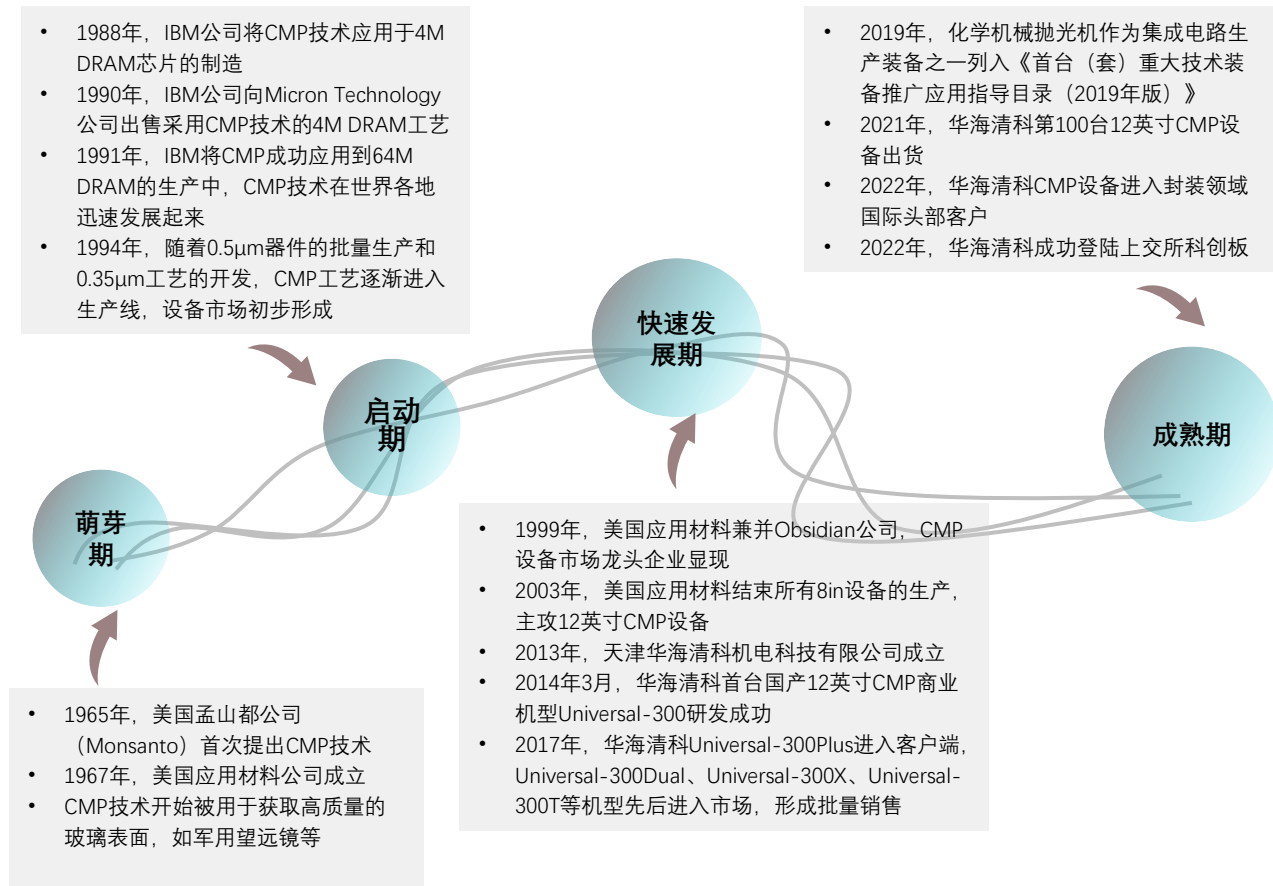 • 1988年，IBM公司将CMP技术应用于4M
DRAM芯片的制造
• 1990年，IBM公司向Micron Technology
公司出售采用CMP技术的4M DRAM工艺
• 1991年，IBM将CMP成功应用到64M
DRAM的生产中，CMP技术在世界各地
迅速发展起来
• 1994年，随着0.5μm器件的批量生产和
0.35μm工艺的开发，CMP工艺逐渐进入
生产线，设备市场初步形成
• 2019年，化学机械抛光机作为集成电路生
产装备之一列入《首台（套）重大技术装
备推广应用指导目录（2019年版）》
• 2021年，华海清科第100台12英寸CMP设
备出货
• 2022年，华海清科CMP设备进入封装领域
国际头部客户
• 2022年，华海清科成功登陆上交所科创板
快速发
展期
启动
期
成熟期
萌芽
期
• 1999年，美国应用材料兼并Obsidian公司，CMP
设备市场龙头企业显现
• 2003年，美国应用材料结束所有8in设备的生产，
主攻12英寸CMP设备
• 2013年，天津华海清科机电科技有限公司成立
• 2014年3月，华海清科首台国产12英寸CMP商业
机型Universal-300研发成功
• 2017年，华海清科Universal-300Plus进入客户端，
Universal-300Dual、Universal-300X、Universal-
300T等机型先后进入市场，形成批量销售
• 1965年，美国孟山都公司
（Monsanto）首次提出CMP技术
• 1967年，美国应用材料公司成立
• CMP技术开始被用于获取高质量的
玻璃表面，如军用望远镜等